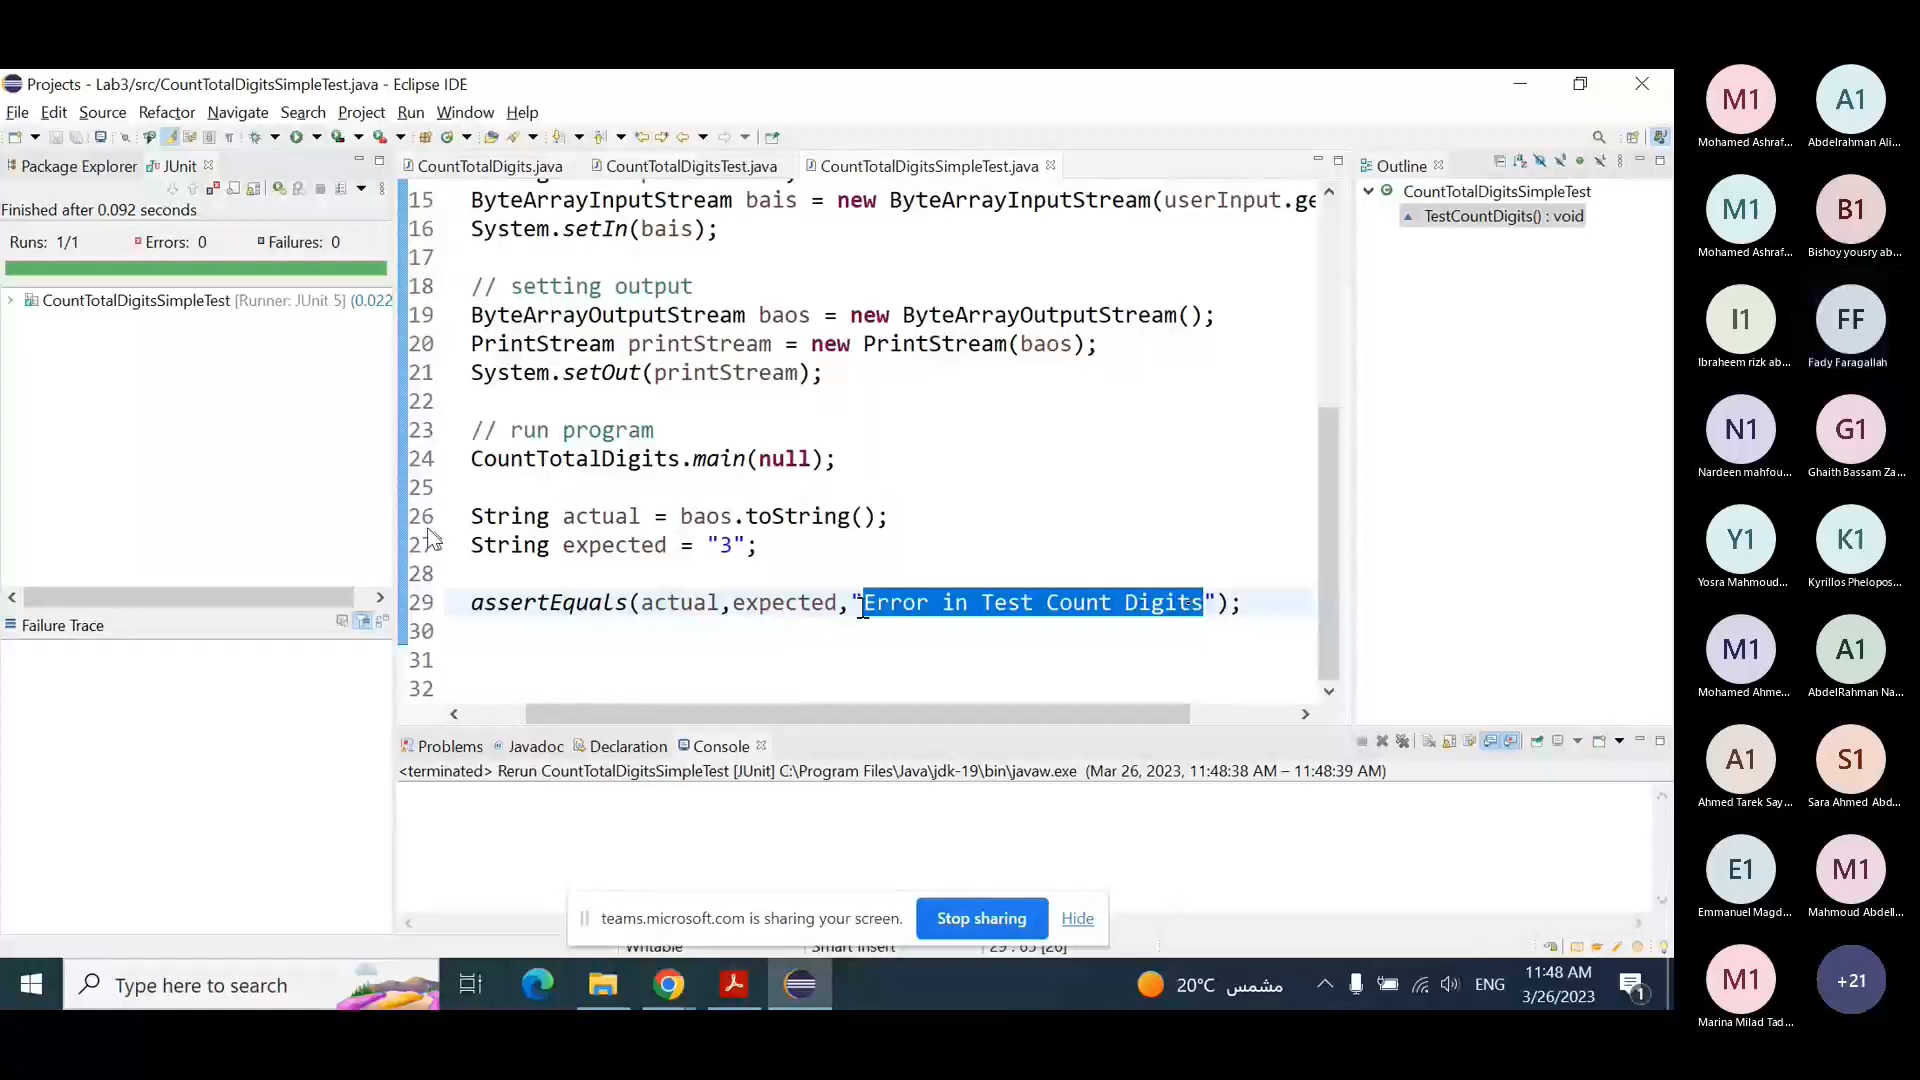 Projects - Lab3/src/CountTotalDigitsSimpleTest.java - Eclipse IDE
File Edit Source Refactor Navigate Search Project Run Window Help
Package Explorer JUnit
Finished after 0.092 seconds
Runs: 1/1 Errors: 0 Failures: 0
CountTotalDigitsSimpleTest [Runner: JUnit 5] (0.022
Failure Trace
CountTotalDigits.java CountTotalDigitsTest.java CountTotalDigitsSimpleTest.java
15 ByteArrayInputStream bais = new ByteArrayInputStream(userInput.ge
16 System.setIn(bais);
17
18 // setting output
19 ByteArrayOutputStream baos = new ByteArrayOutputStream();
20 PrintStream printStream = new PrintStream(baos);
21 System.setOut(printStream);
22
23 // run program
24 CountTotalDigits.main(null);
25
26 String actual = baos.toString();
27 String expected = "3";
28
29 assertEquals(actual,expected,"Error in Test Count Digits");
30
31
32
Outline
CountTotalDigitsSimpleTest
TestCountDigits() : void
Problems Javadoc Declaration Console
<terminated> Rerun CountTotalDigitsSimpleTest [JUnit] C:\Program Files\Java\jdk-19\bin\javaw.exe (Mar 26, 2023, 11:48:38 AM – 11:48:39 AM)
teams.microsoft.com is sharing your screen. Stop sharing Hide
Writable Smart Insert 29 : 65 [26]
Type here to search
20°C مشمس
ENG
11:48 AM
3/26/2023
1
M1 A1
Mohamed Ashraf... Abdelrahman Ali...
M1 B1
Mohamed Ashraf... Bishoy yousry ab...
I1 FF
Ibraheem rizk ab... Fady Faragallah
N1 G1
Nardeen mahfou... Ghaith Bassam Za...
Y1 K1
Yosra Mahmoud... Kyrillos Phelopos...
M1 A1
Mohamed Ahme... AbdelRahman Na...
A1 S1
Ahmed Tarek Say... Sara Ahmed Abd...
E1 M1
Emmanuel Magd... Mahmoud Abdell...
M1 +21
Marina Milad Tad...